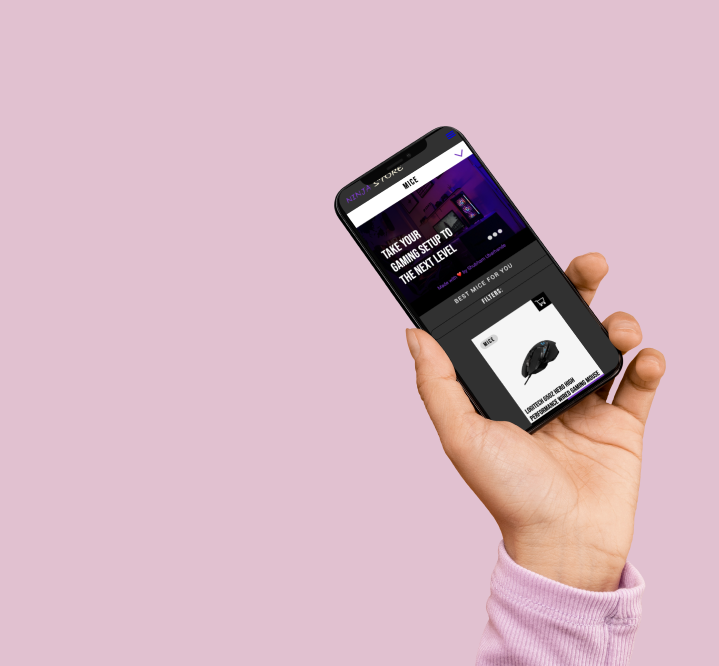 NINJA STORE
MICE
TAKE YOUR
GAMING SETUP TO
THE NEXT LEVEL
Made with ❤ by
BEST MICE FOR YOU
FILTERS:
MICE
LOGITECH G502 HERO HIGH
PERFORMANCE WIRED GAMING MOUSE